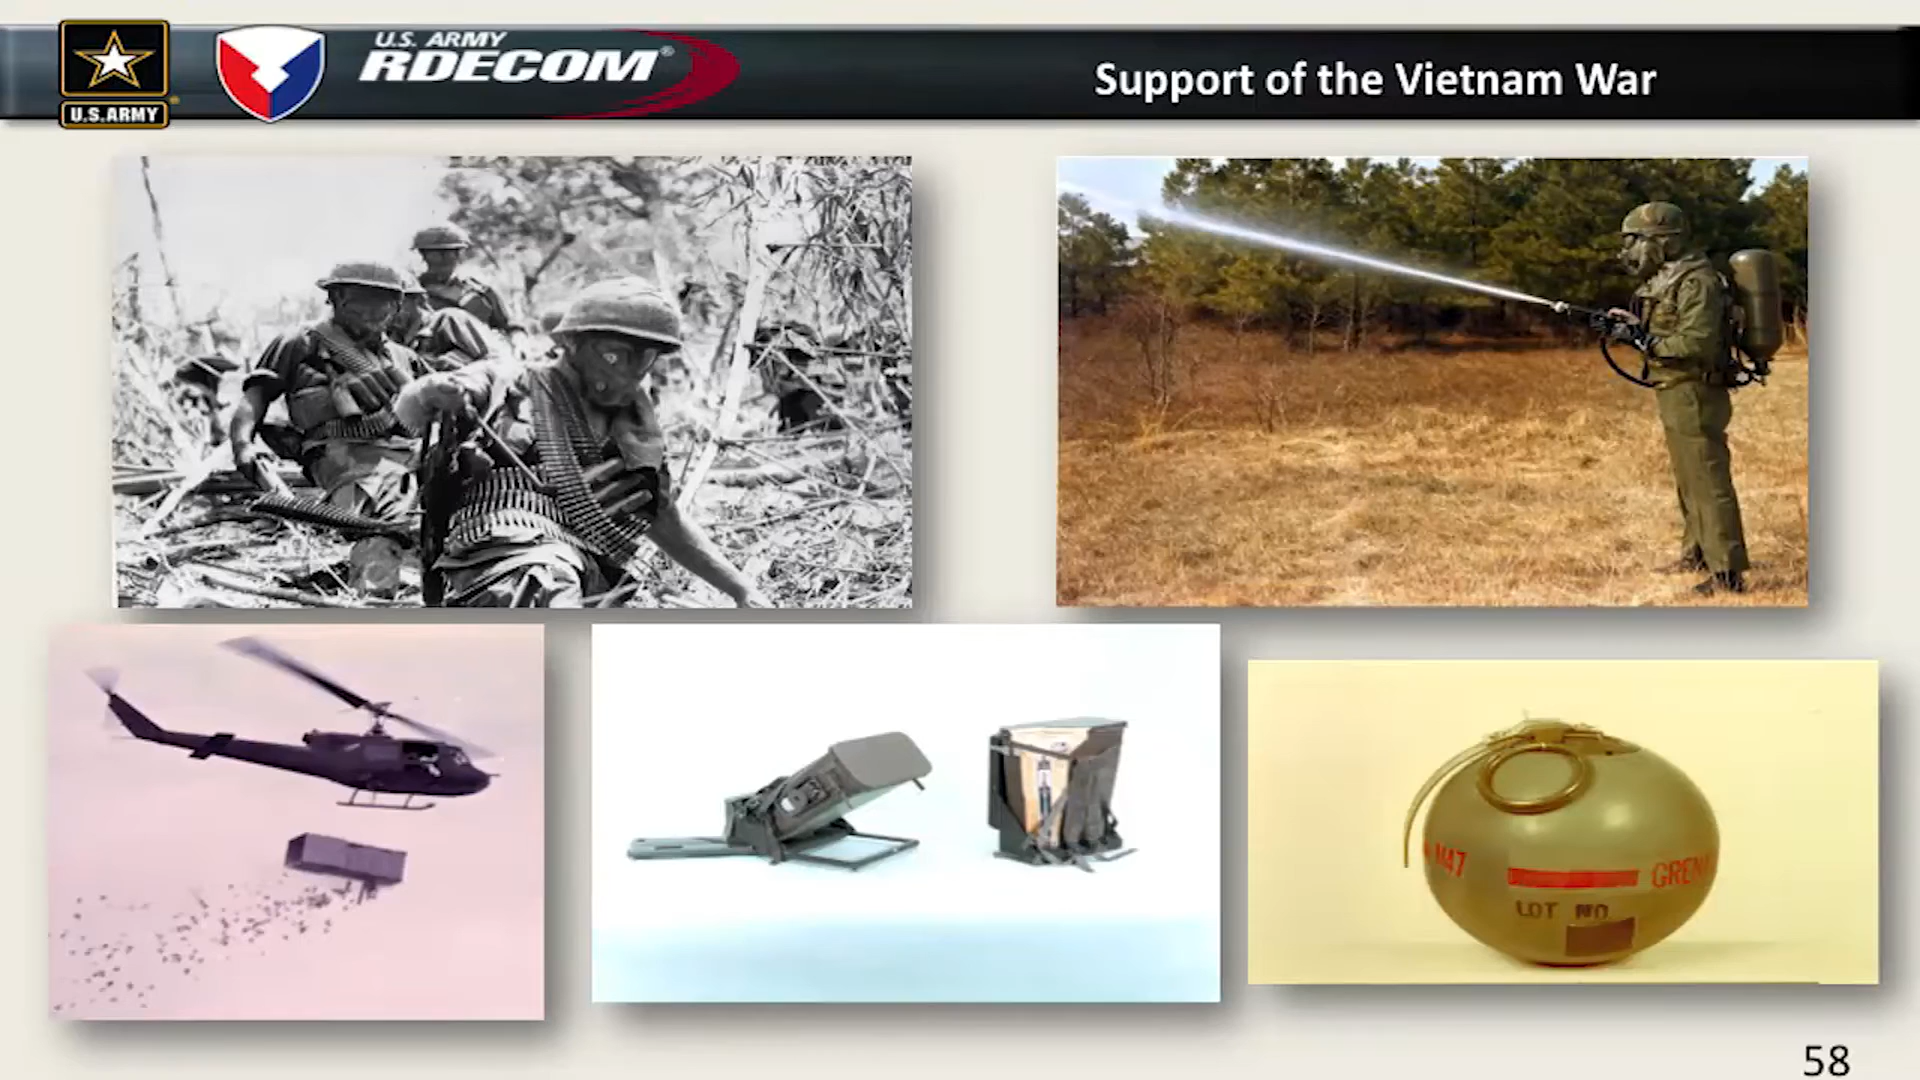 U.S. ARMY
U.S. ARMY
RDECOM®
Support of the Vietnam War
M47
GREN
LOT NO
58